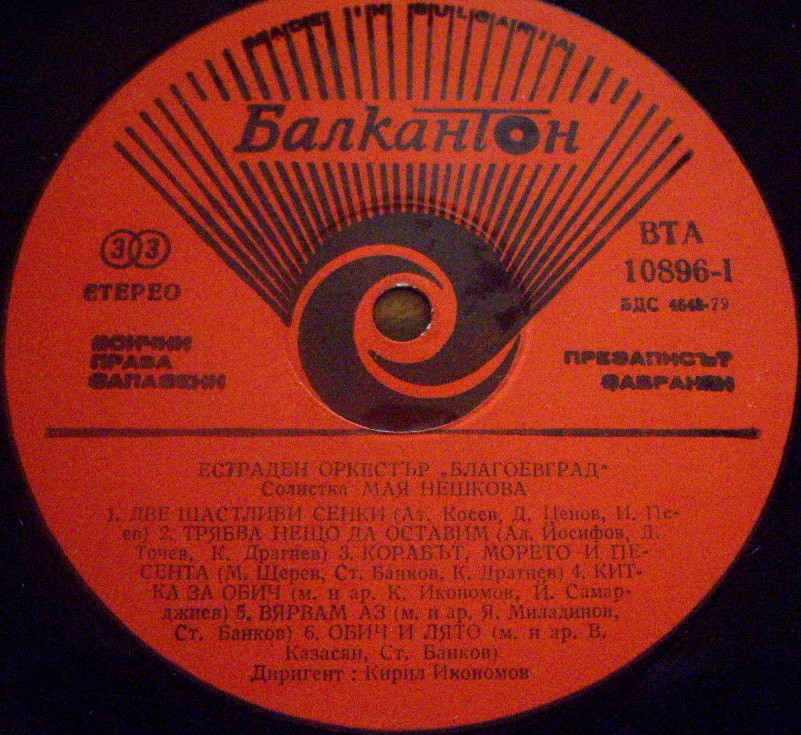 MADE IN BULGARIA
Балкантон
33
СТЕРЕО
ВСИЧКИ
ПРАВА
ЗАПАЗЕНИ
ВТА
10896-I
БДС 4648-79
ПРЕЗАПИСЪТ
ЗАБРАНЕН
ЕСТРАДЕН ОРКЕСТЪР „БЛАГОЕВГРАД"
Солистка МАЯ НЕШКОВА
1. ДВЕ ЩАСТЛИВИ СЕНКИ (Ат. Косев, Д. Ценов, И. Пе-
ев) 2. ТРЯБВА НЕЩО ДА ОСТАВИМ (Ал. Йосифов, Д.
Точев, К. Драгнев) 3. КОРАБЪТ, МОРЕТО И ПЕ-
СЕНТА (М. Щерев, Ст. Банков, К. Драгнев) 4. КИТ-
КА ЗА ОБИЧ (м. и ар. К. Икономов, Й. Самар-
джиев) 5. ВЯРВАМ АЗ (м. и ар. Я. Миладинов,
Ст. Банков) 6. ОБИЧ И ЛЯТО (м. и ар. В.
Казасян, Ст. Банков)
Диригент : Кирил Икономов